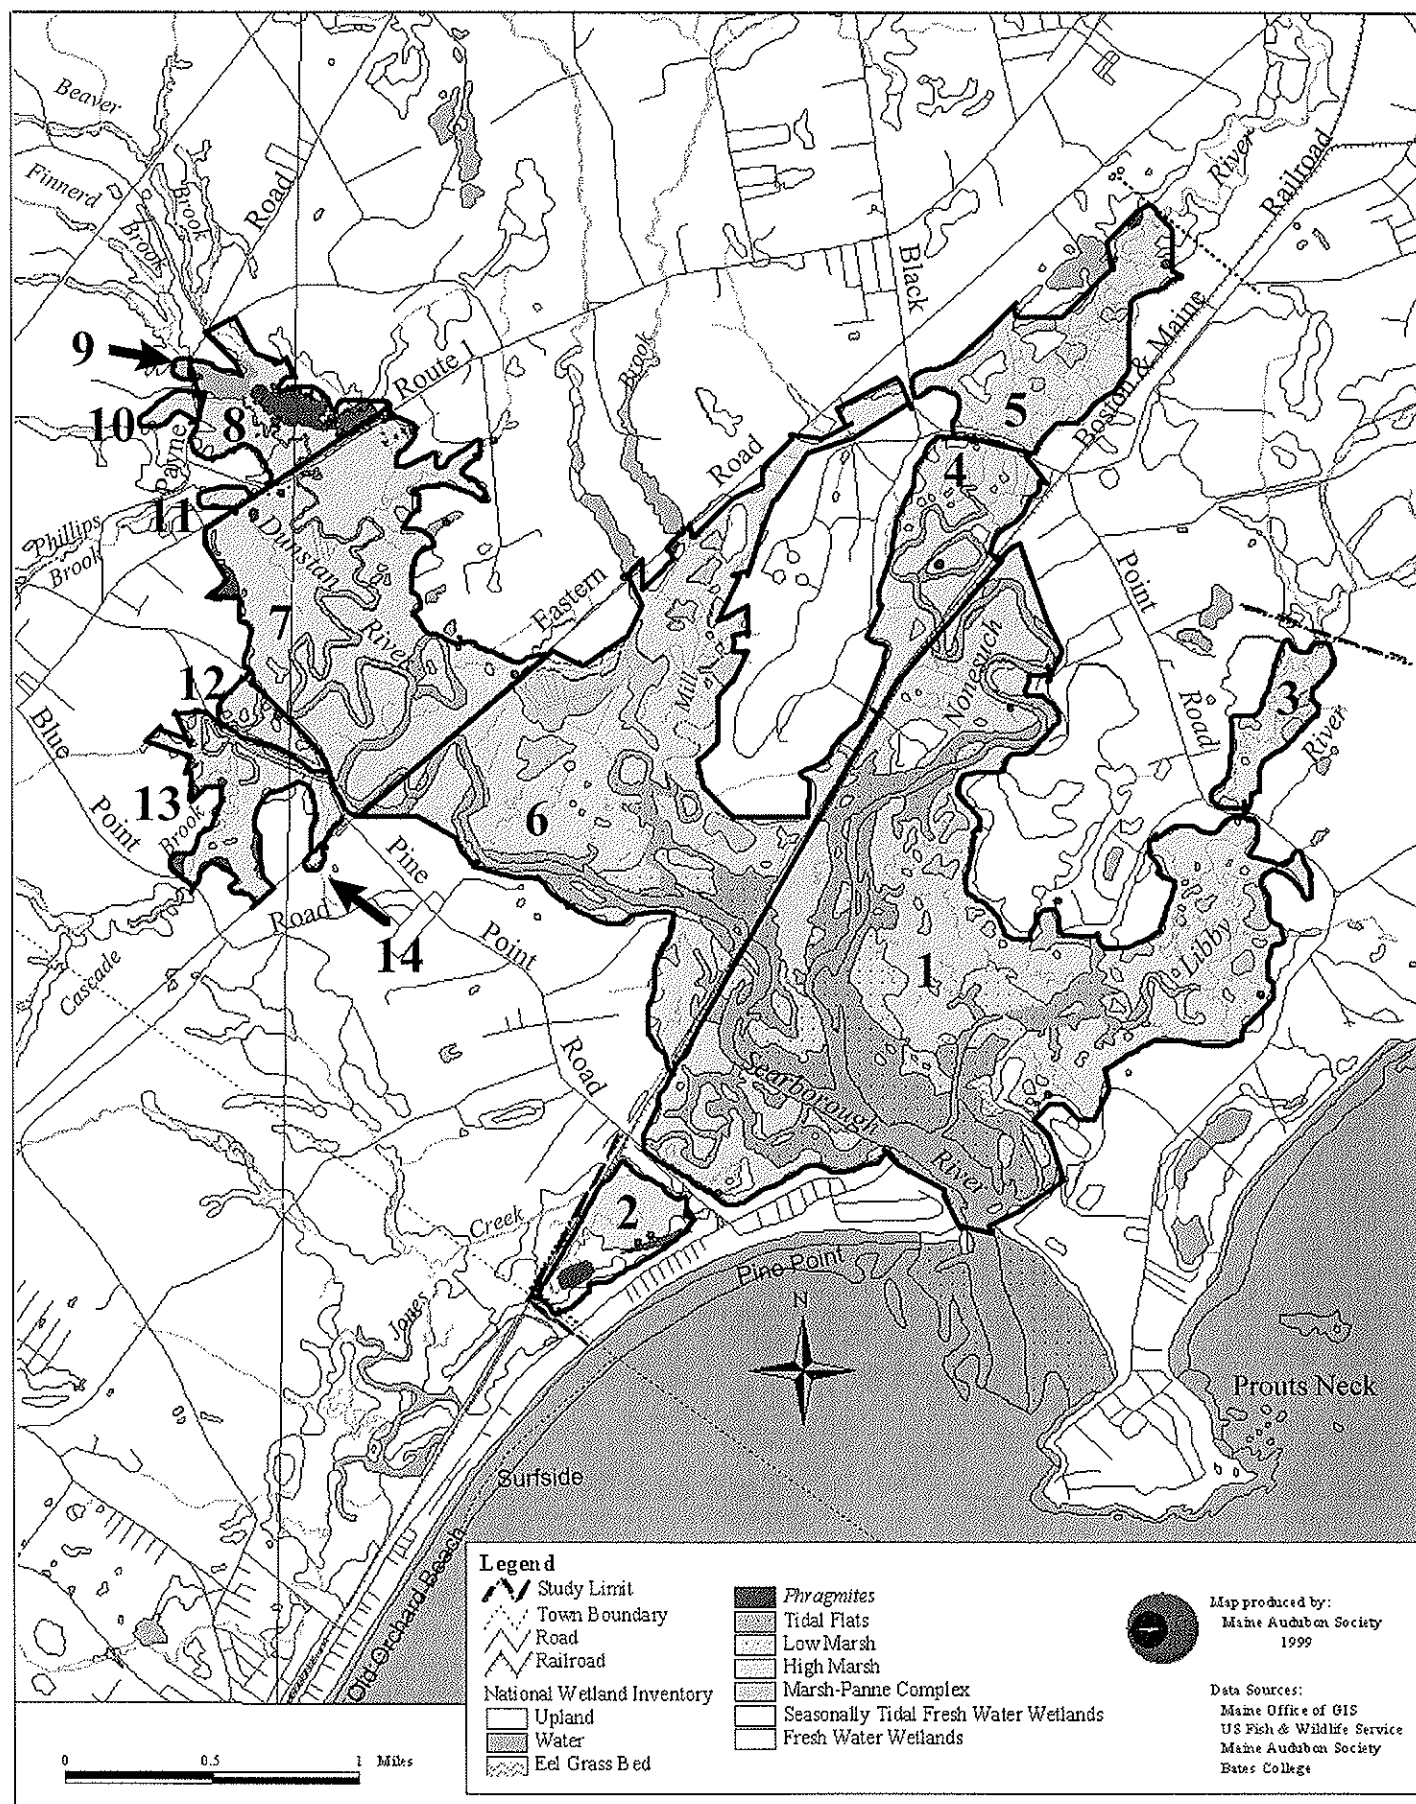 Beaver
Brook
Finnerd
Brook
Road
River
Railroad
Black
9
Route 1
Brook
Boston & Maine
10
8
Payne
5
Road
4
11
Phillips
Brook
Dunstan
River
Eastern
Point
Road
7
Nonesuch
12
Mill
3
River
Blue
Point
13
Brook
6
Pine
Point
Road
Road
14
Libby
1
Cascade
Scarborough
River
2
Creek
Pine Point
Jones
N
Prouts Neck
Surfside
Old Orchard Beach
Legend
Study Limit
Town Boundary
Road
Railroad
National Wetland Inventory
Upland
Water
Eel Grass Bed
Phragmites
Tidal Flats
Low Marsh
High Marsh
Marsh-Panne Complex
Seasonally Tidal Fresh Water Wetlands
Fresh Water Wetlands
Map produced by:
Maine Audubon Society
1999
Data Sources:
Maine Office of GIS
US Fish & Wildlife Service
Maine Audubon Society
Bates College
0 0.5 1 Miles